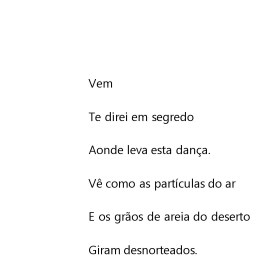 Vem
Te direi em segredo
Aonde leva esta dança.
Vê como as partículas do ar
E os grãos de areia do deserto
Giram desnorteados.